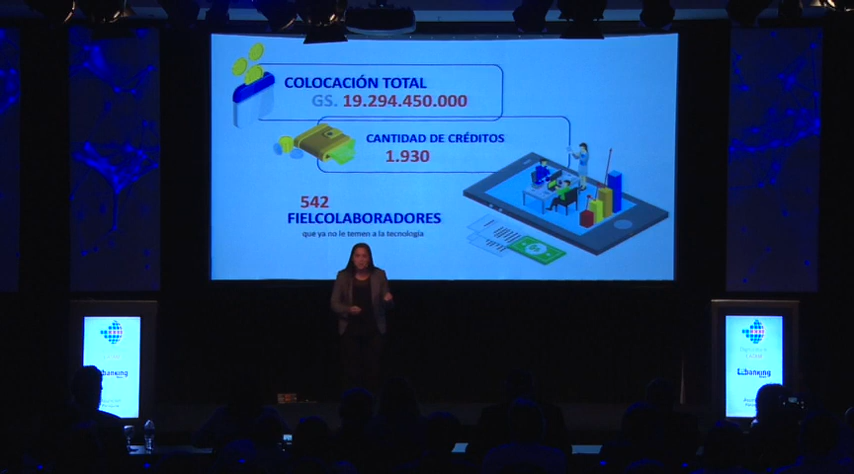 COLOCACIÓN TOTAL
GS. 19.294.450.000
CANTIDAD DE CRÉDITOS
1.930
542
FIELCOLABORADORES
que ya no le temen a la tecnología
banking